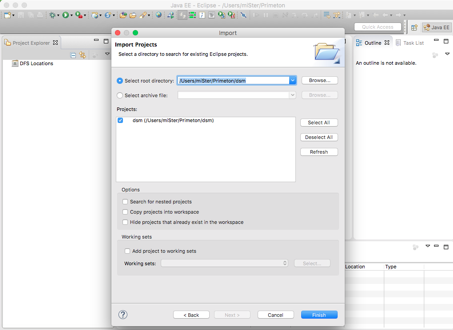 Java EE - Eclipse - Primeton
Quick Access
Java EE
Project Explorer
DFS Locations
Import
Import Projects
Select a directory to search for existing Eclipse projects.
Select root directory:
/Users/miSter/Primeton/dsm
Browse...
Select archive file:
Browse...
Projects:
dsm (/Users/miSter/Primeton/dsm)
Select All
Deselect All
Refresh
Options
Search for nested projects
Copy projects into workspace
Hide projects that already exist in the workspace
Working sets
Add project to working sets
Working sets:
Select...
?
< Back
Next >
Cancel
Finish
Outline
Task List
An outline is not available.
Location
Type